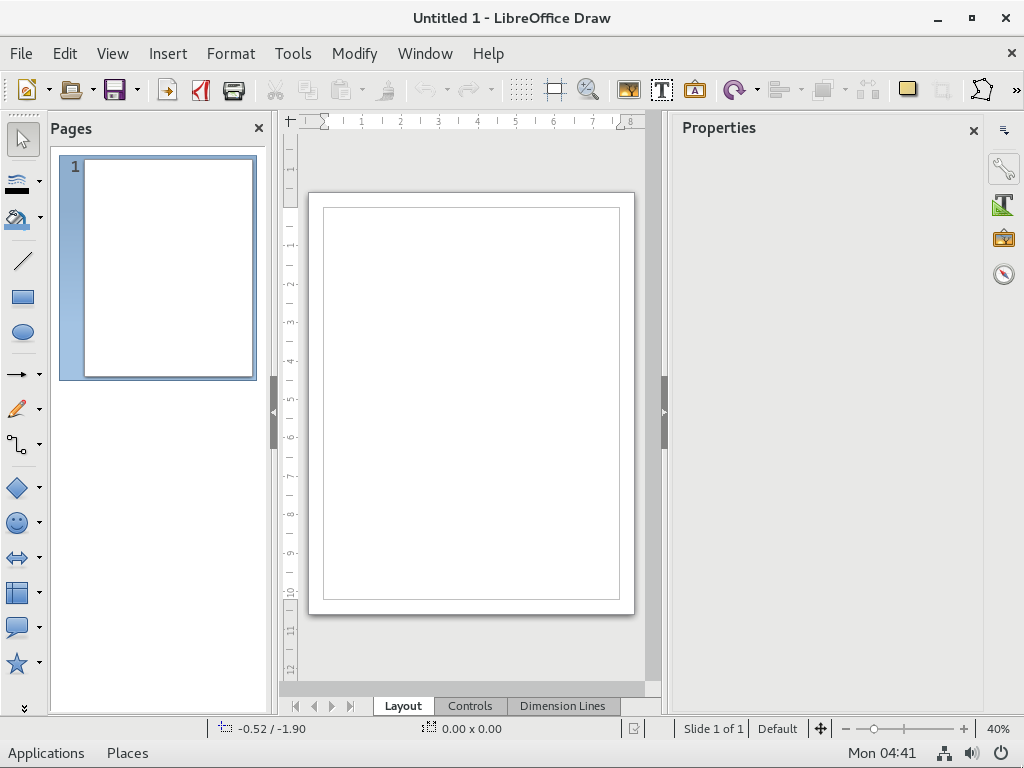 Untitled 1 - LibreOffice Draw
File Edit View Insert Format Tools Modify Window Help
Pages
Properties
1
1 2 3 4 5 6 7 8
1
1
2
3
4
5
6
7
8
9
10
11
12
Layout Controls Dimension Lines
-0.52 / -1.90 0.00 x 0.00 Slide 1 of 1 Default 40%
Applications Places Mon 04:41